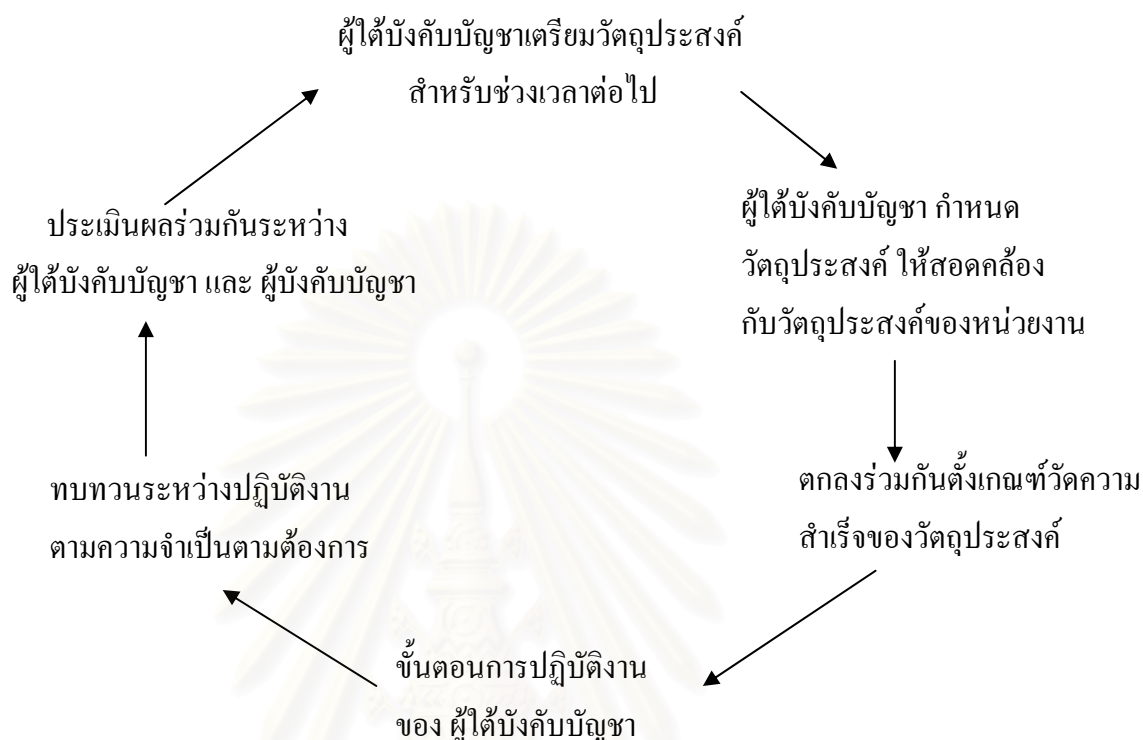 ผู้ใต้บังคับบัญชาเตรียมวัตถุประสงค์
สำหรับช่วงเวลาต่อไป
ผู้ใต้บังคับบัญชา กำหนด
วัตถุประสงค์ ให้สอดคล้อง
กับวัตถุประสงค์ของหน่วยงาน
ตกลงร่วมกันตั้งเกณฑ์วัดความ
สำเร็จของวัตถุประสงค์
ขั้นตอนการปฏิบัติงาน
ของ ผู้ใต้บังคับบัญชา
ทบทวนระหว่างปฏิบัติงาน
ตามความจำเป็นตามต้องการ
ประเมินผลร่วมกันระหว่าง
ผู้ใต้บังคับบัญชา และ ผู้บังคับบัญชา